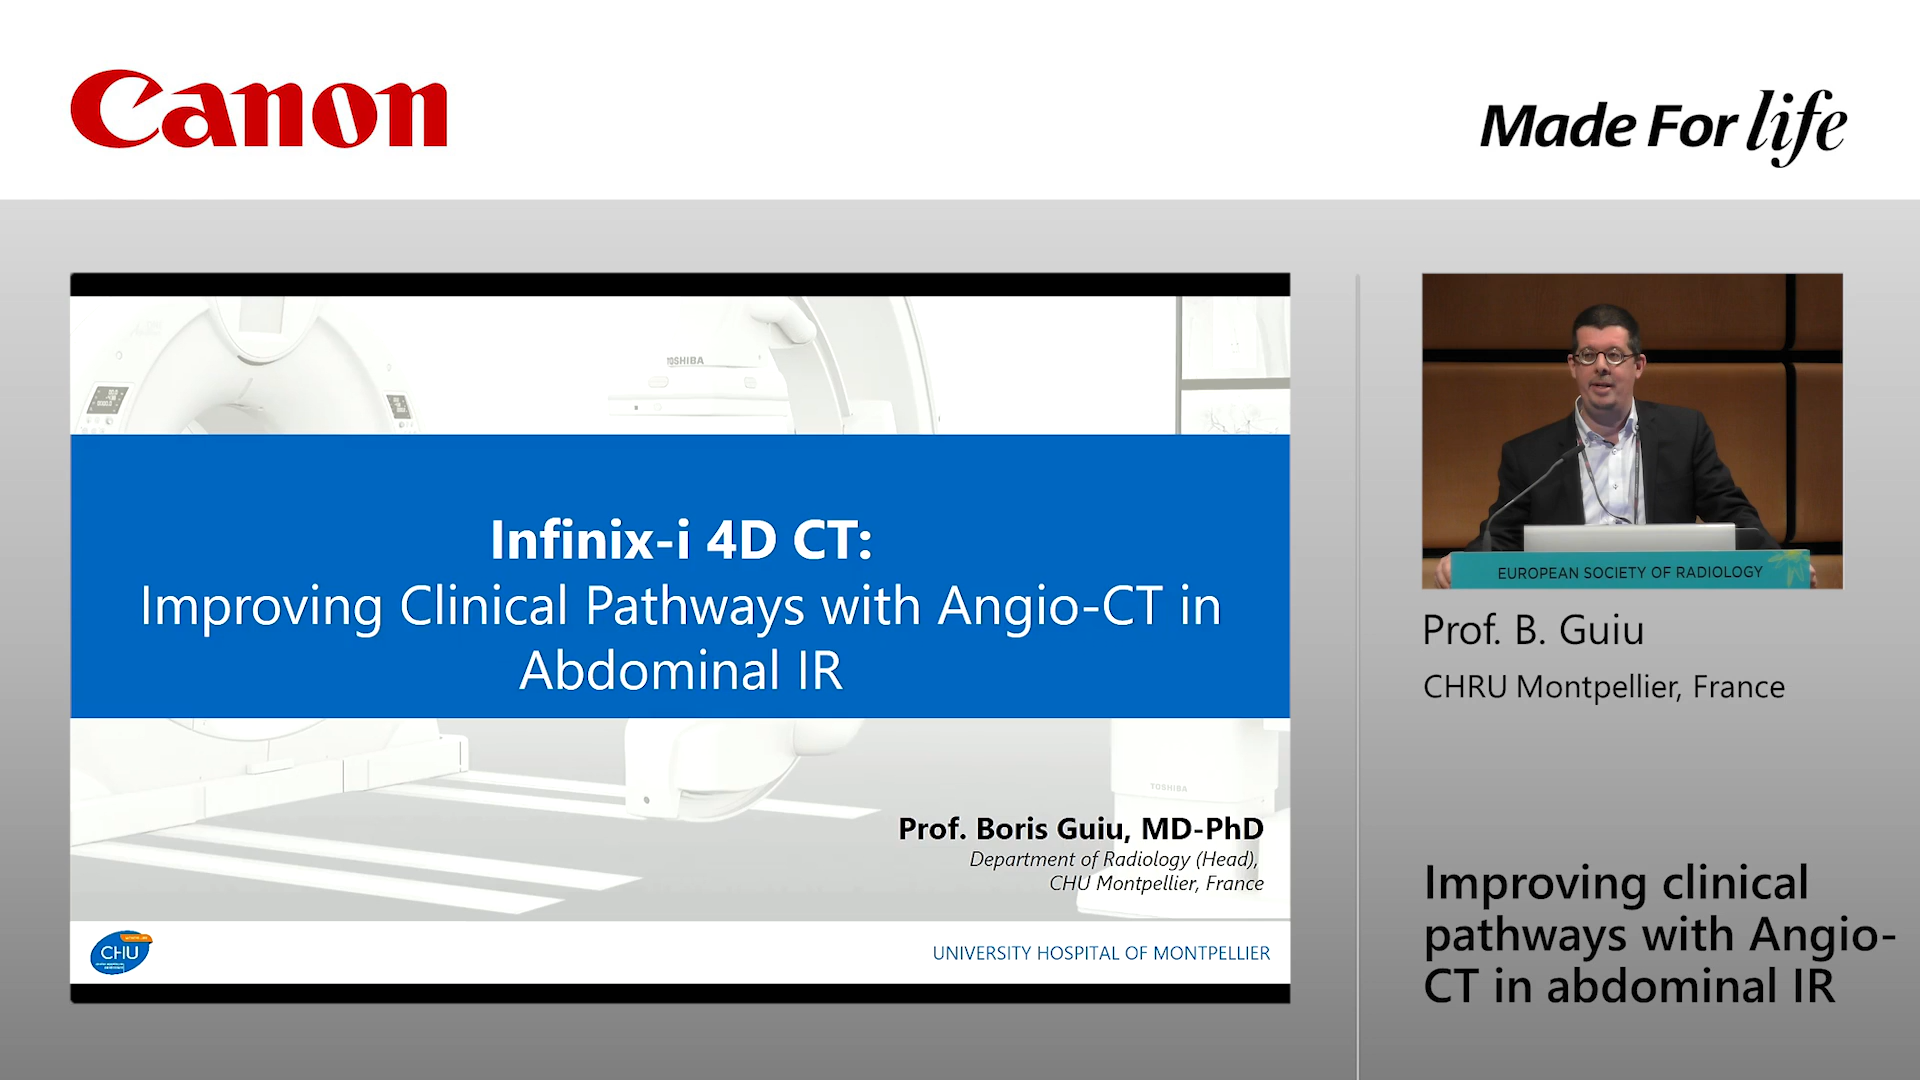 Canon
Made For life
TOSHIBA
Infinix-i 4D CT:
Improving Clinical Pathways with Angio-CT in
Abdominal IR
TOSHIBA
Prof. Boris Guiu, MD-PhD
Department of Radiology (Head),
CHU Montpellier, France
CHU
UNIVERSITY HOSPITAL OF MONTPELLIER
EUROPEAN SOCIETY OF RADIOLOGY
Prof. B. Guiu
CHRU Montpellier, France
Improving clinical
pathways with Angio-
CT in abdominal IR